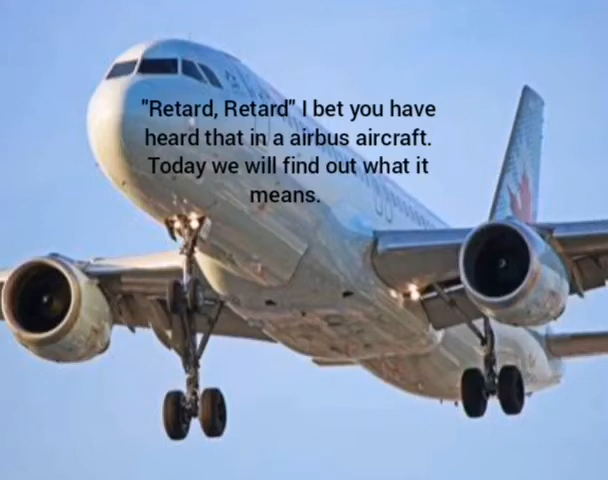 "Retard, Retard" I bet you have
heard that in a airbus aircraft.
Today we will find out what it
means.